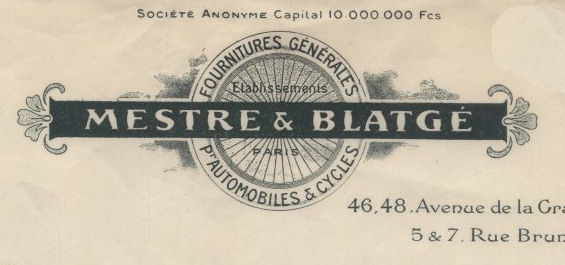 Société Anonyme Capital 10.000.000 Fcs
FOURNITURES GÉNÉRALES
Etablissements
MESTRE & BLATGÉ
PARIS
Pr AUTOMOBILES & CYCLES
46,48, Avenue de la Gra
5 & 7, Rue Brun